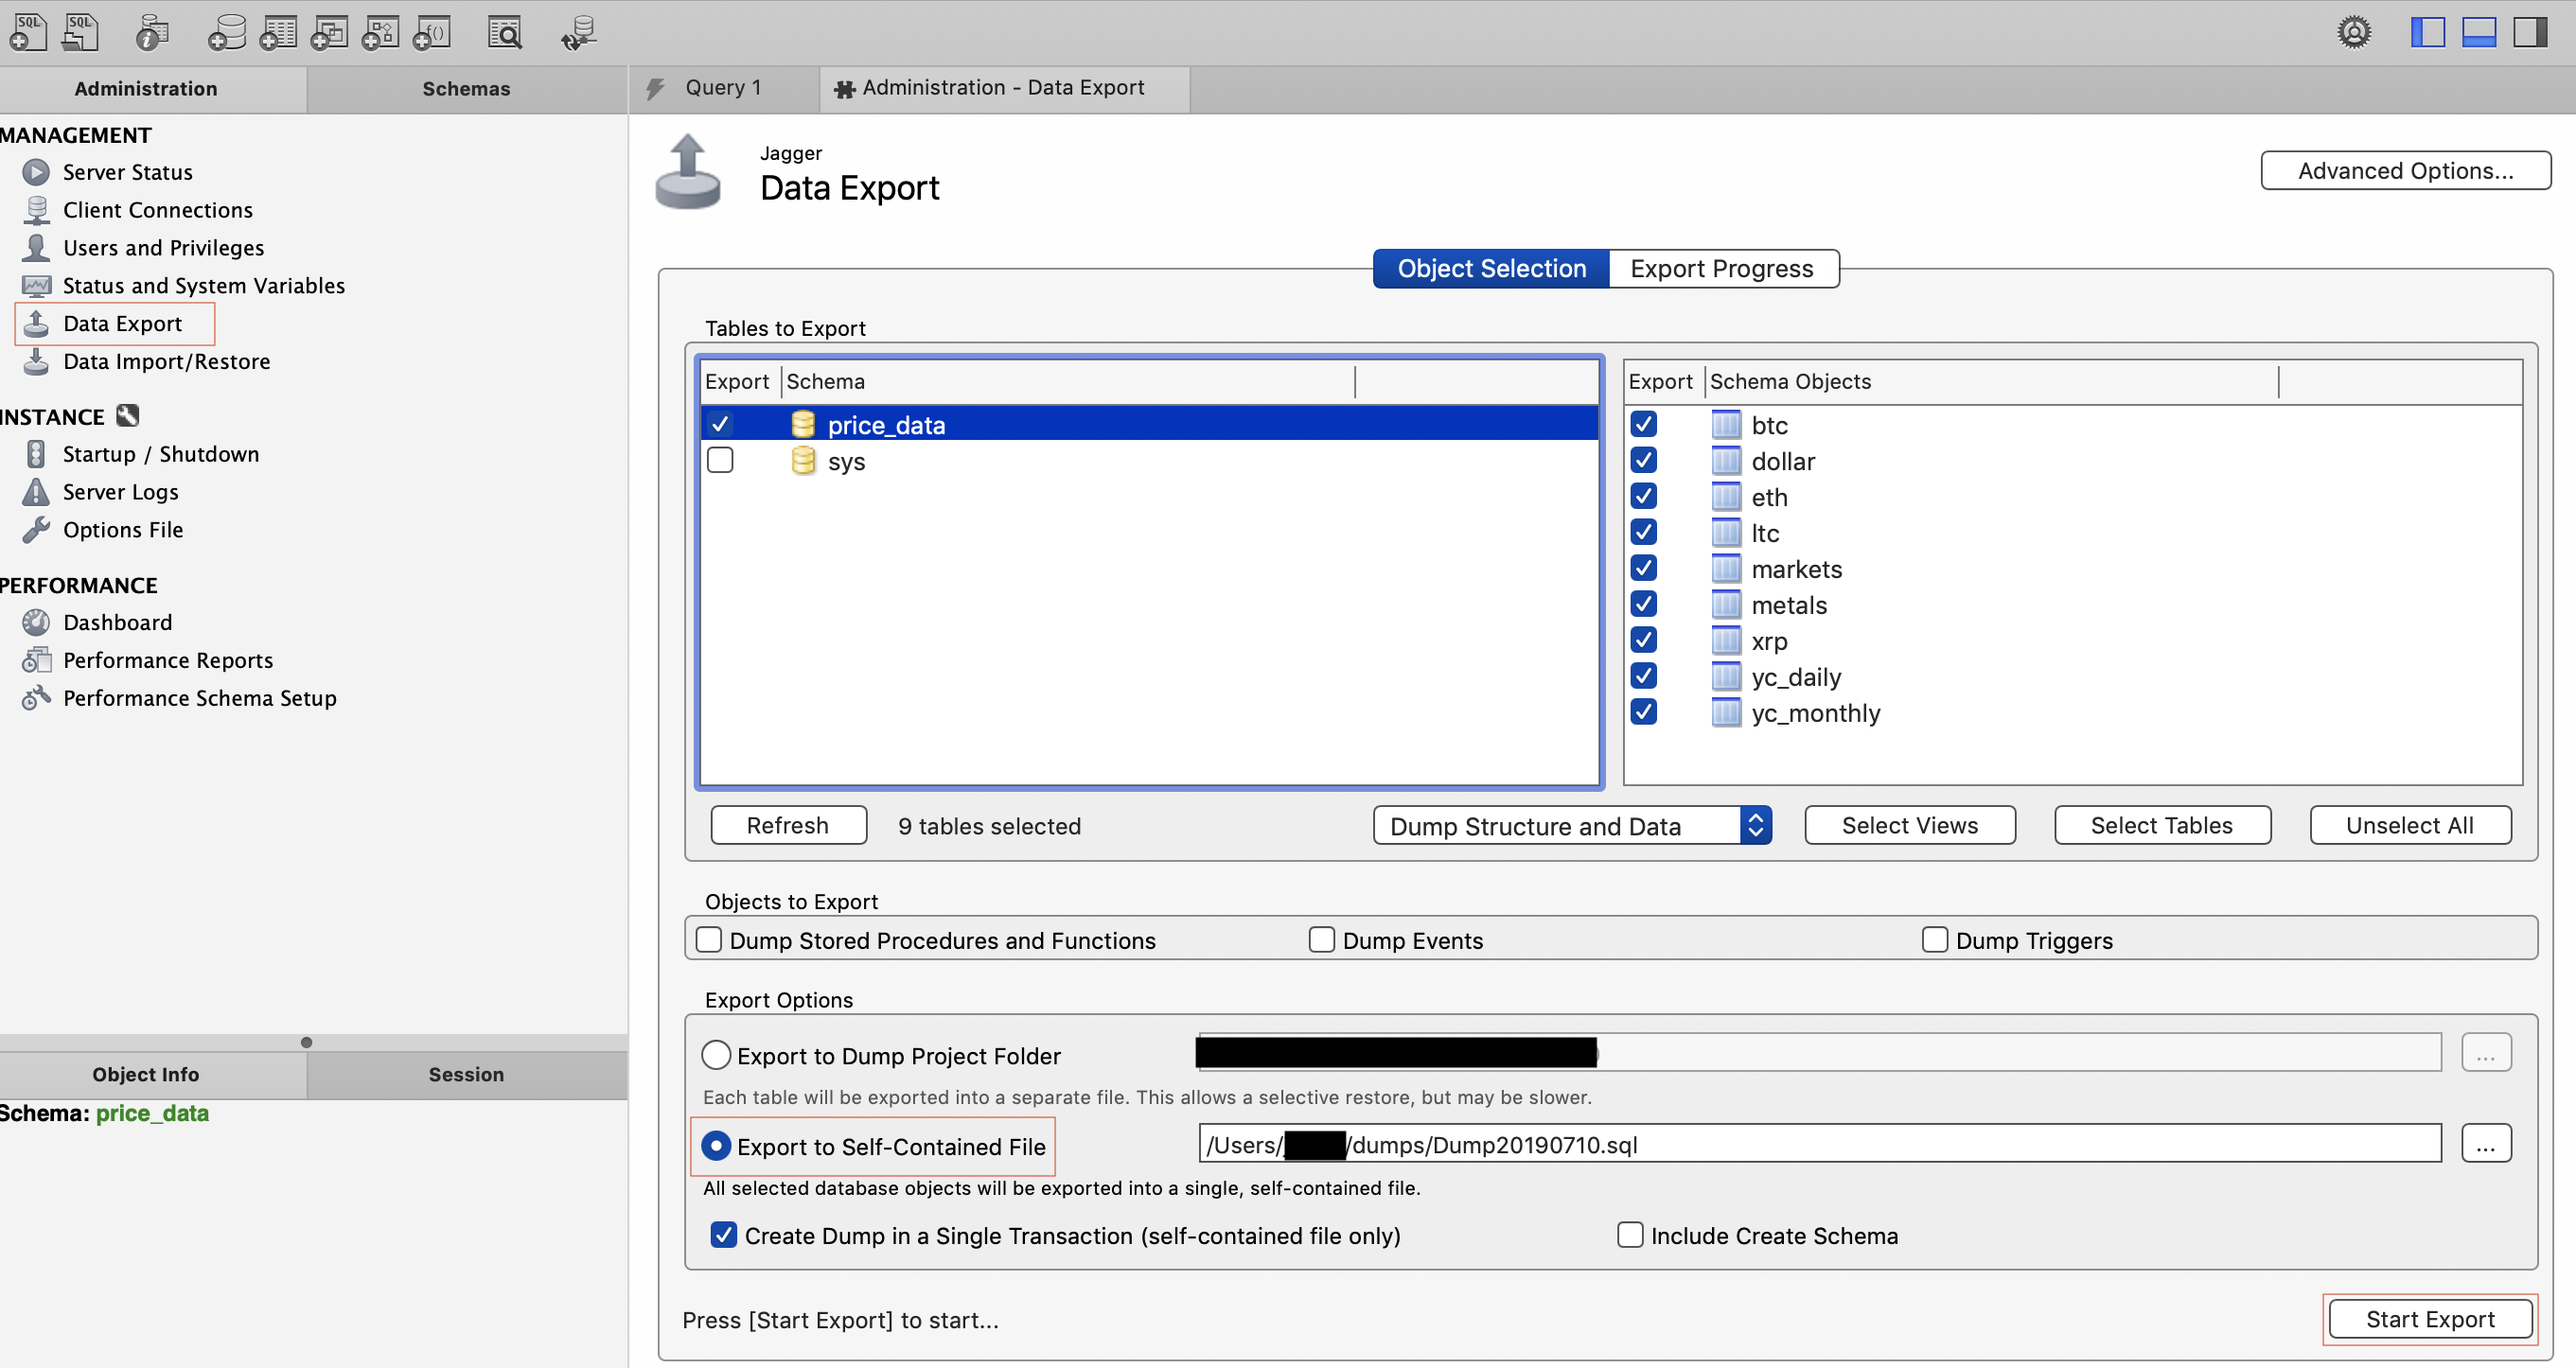 SQL SQL
Administration
Schemas
Query 1
Administration - Data Export
MANAGEMENT
Server Status
Client Connections
Users and Privileges
Status and System Variables
Data Export
Data Import/Restore
INSTANCE
Startup / Shutdown
Server Logs
Options File
PERFORMANCE
Dashboard
Performance Reports
Performance Schema Setup
Object Info
Session
Schema: price_data
Jagger
Data Export
Advanced Options...
Object Selection
Export Progress
Tables to Export
Export Schema
price_data
sys
Export Schema Objects
btc
dollar
eth
ltc
markets
metals
xrp
yc_daily
yc_monthly
Refresh
9 tables selected
Dump Structure and Data
Select Views
Select Tables
Unselect All
Objects to Export
Dump Stored Procedures and Functions
Dump Events
Dump Triggers
Export Options
Export to Dump Project Folder
...
Each table will be exported into a separate file. This allows a selective restore, but may be slower.
Export to Self-Contained File
/Users/ /dumps/Dump20190710.sql
...
All selected database objects will be exported into a single, self-contained file.
Create Dump in a Single Transaction (self-contained file only)
Include Create Schema
Press [Start Export] to start...
Start Export